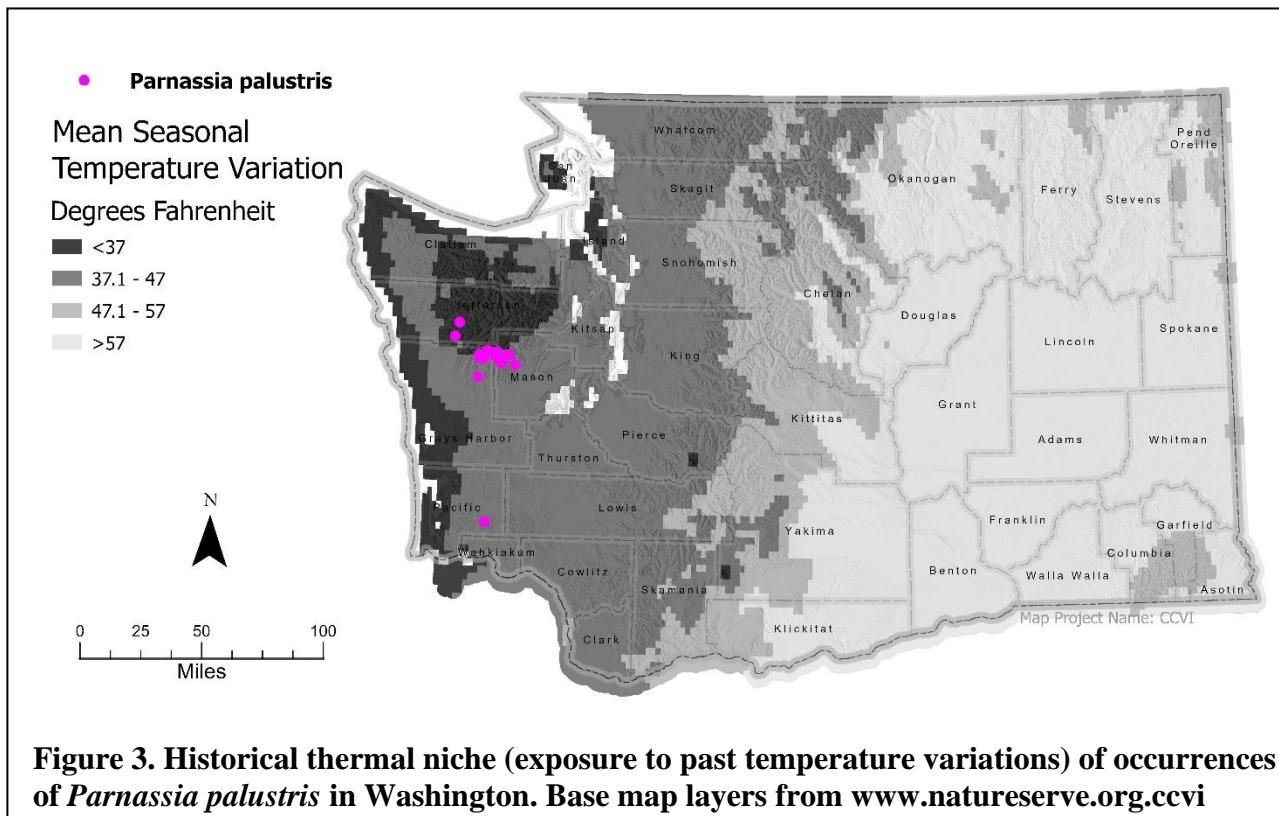 Parnassia palustris
Mean Seasonal
Temperature Variation
Degrees Fahrenheit
<37
37.1 - 47
47.1 - 57
>57
Whatcom
San
Juan
Skagit
Okanogan
Ferry
Stevens
Pend
Oreille
Clallam
Island
Snohomish
Jefferson
Chelan
Douglas
Kitsap
King
Lincoln
Spokane
Mason
Grays Harbor
Kittitas
Grant
Pierce
Adams
Whitman
Thurston
N
Pacific
Lewis
Yakima
Franklin
Garfield
Columbia
Wahkiakum
Cowlitz
Skamania
Benton
Walla Walla
Asotin
Map Project Name: CCVI
Klickitat
Clark
0 25 50 100
Miles
Figure 3. Historical thermal niche (exposure to past temperature variations) of occurrences
of Parnassia palustris in Washington. Base map layers from www.natureserve.org.ccvi